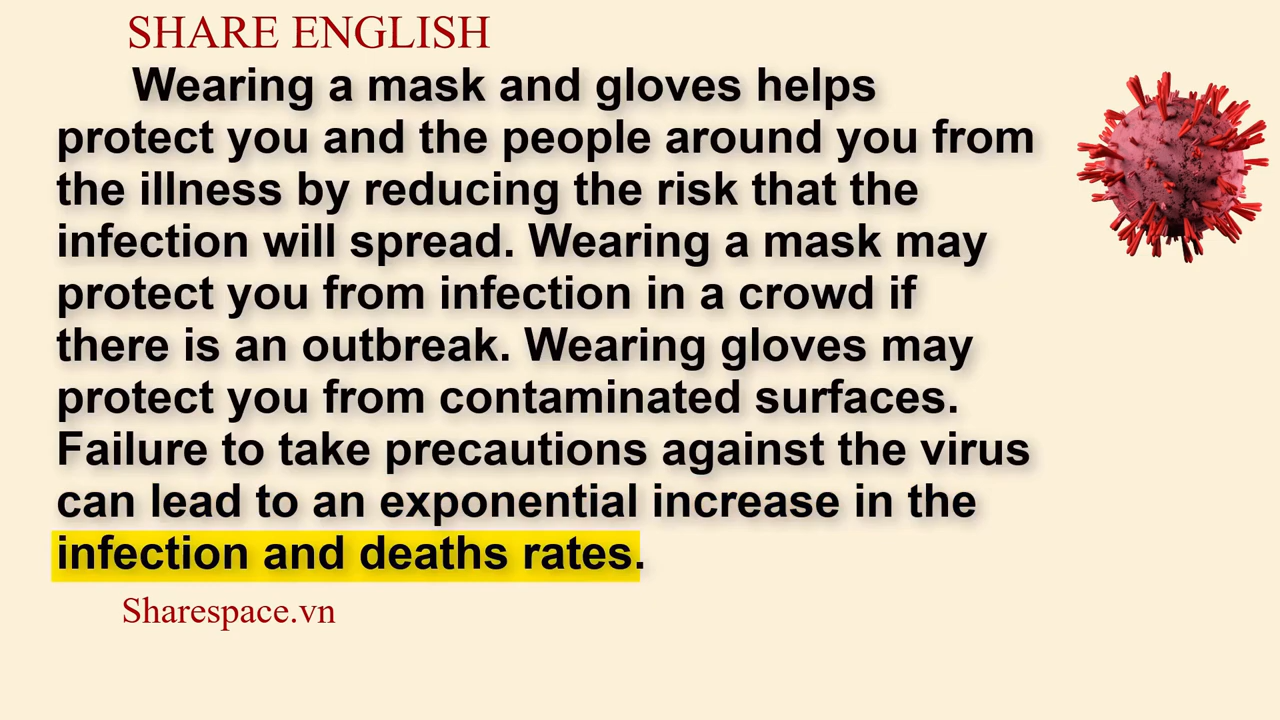 SHARE ENGLISH
Wearing a mask and gloves helps
protect you and the people around you from
the illness by reducing the risk that the
infection will spread. Wearing a mask may
protect you from infection in a crowd if
there is an outbreak. Wearing gloves may
protect you from contaminated surfaces.
Failure to take precautions against the virus
can lead to an exponential increase in the
infection and deaths rates.
Sharespace.vn